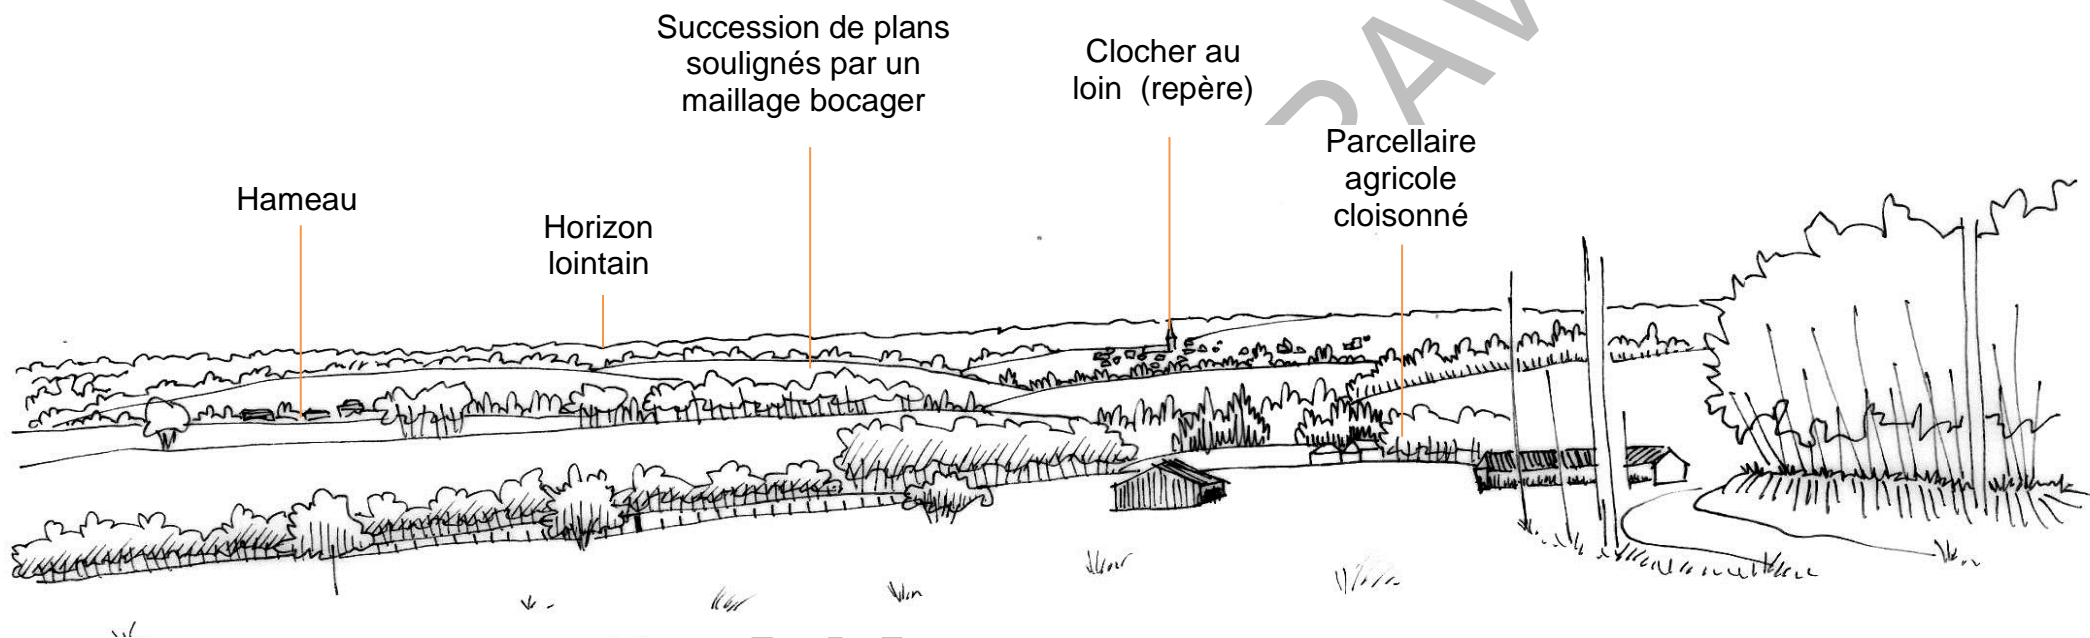 Succession de plans
soulignés par un
maillage bocager
Clocher au
loin (repère)
Parcellaire
agricole
cloisonné
Hameau
Horizon
lointain